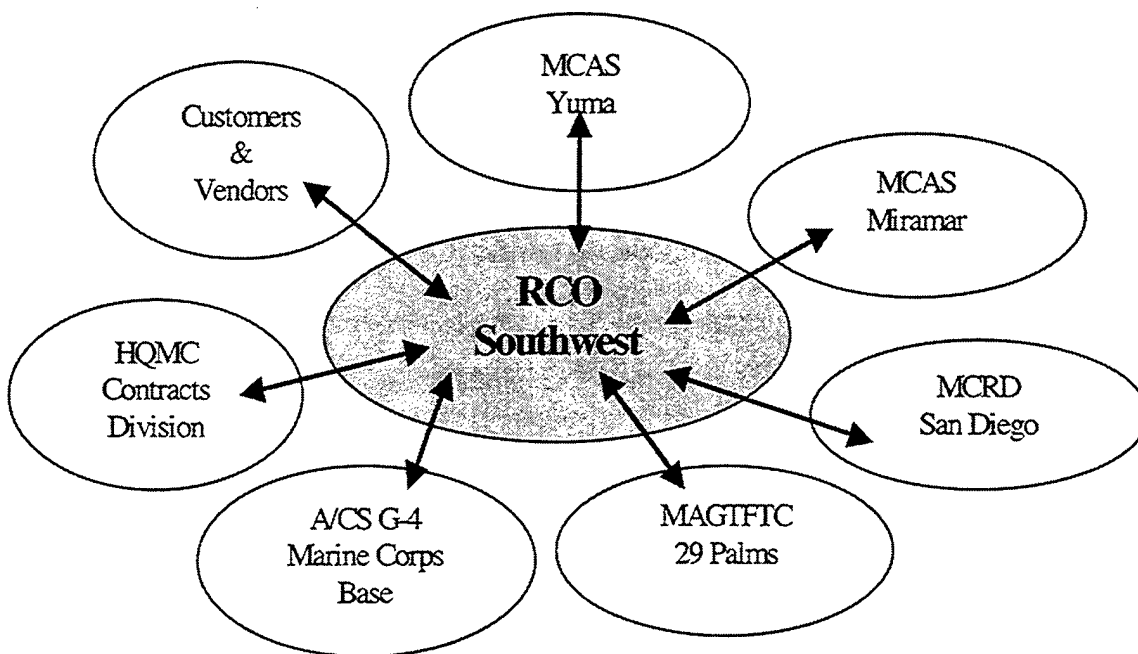 MCAS
Yuma
Customers
&
Vendors
MCAS
Miramar
RCO
Southwest
HQMC
Contracts
Division
MCRD
San Diego
A/CS G-4
Marine Corps
Base
MAGTFTC
29 Palms